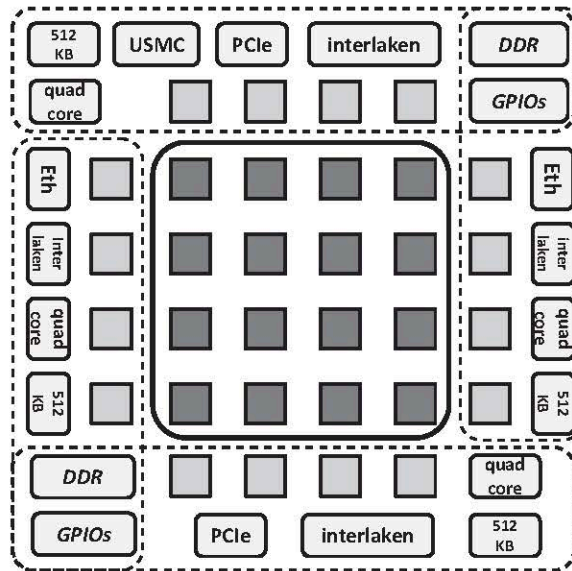 512
KB
USMC
PCIe
interlaken
DDR
quad
core
GPIOs
Eth
Eth
Inter
laken
inter
laken
quad
core
quad
core
512
KB
512
KB
DDR
quad
core
GPIOs
PCIe
interlaken
512
KB